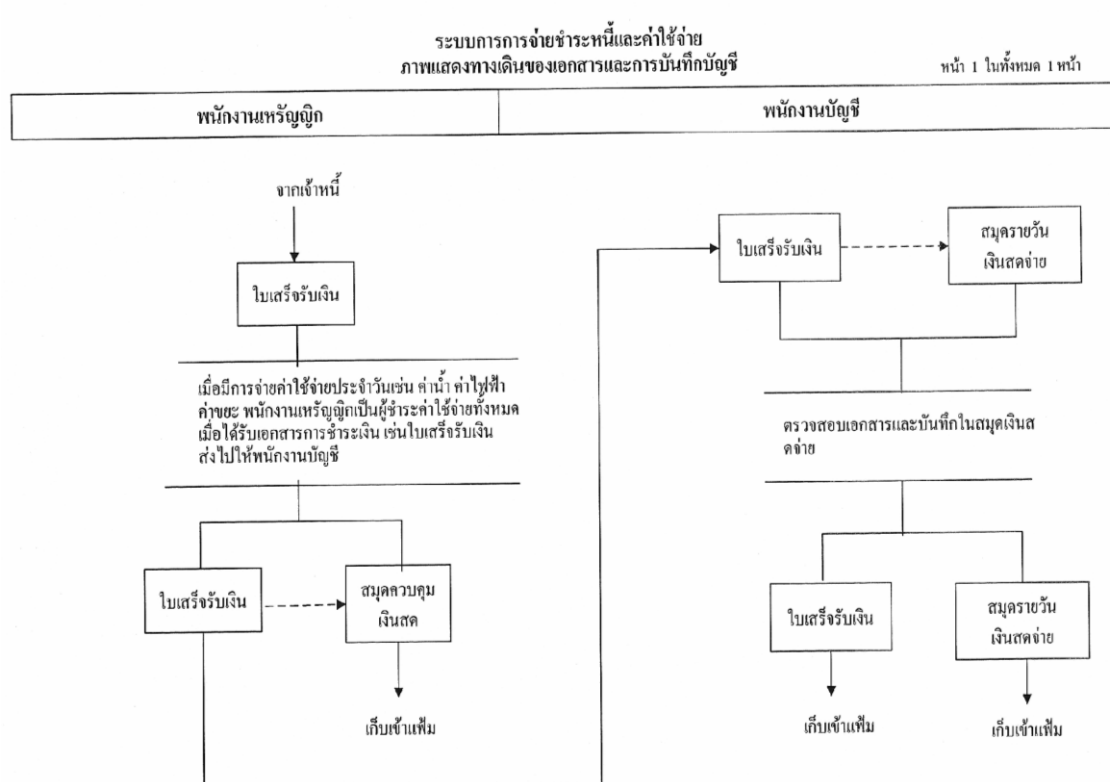 ระบบการการจ่ายชำระหนี้และค่าใช้จ่าย
ภาพแสดงทางเดินของเอกสารและการบันทึกบัญชี
หน้า 1 ในทั้งหมด 1 หน้า
พนักงานเหรัญญิก
พนักงานบัญชี
จากเจ้าหนี้
ใบเสร็จรับเงิน
เมื่อมีการจ่ายค่าใช้จ่ายประจำวันเช่น ค่าน้ำ ค่าไฟฟ้า
ค่าขยะ พนักงานเหรัญญิกเป็นผู้ชำระค่าใช้จ่ายทั้งหมด
เมื่อได้รับเอกสารการชำระเงิน เช่นใบเสร็จรับเงิน
ส่งไปให้พนักงานบัญชี
ใบเสร็จรับเงิน
สมุดควบคุม
เงินสด
เก็บเข้าแฟ้ม
ใบเสร็จรับเงิน
สมุดรายวัน
เงินสดจ่าย
ตรวจสอบเอกสารและบันทึกในสมุดเงินส
ดจ่าย
ใบเสร็จรับเงิน
สมุดรายวัน
เงินสดจ่าย
เก็บเข้าแฟ้ม
เก็บเข้าแฟ้ม